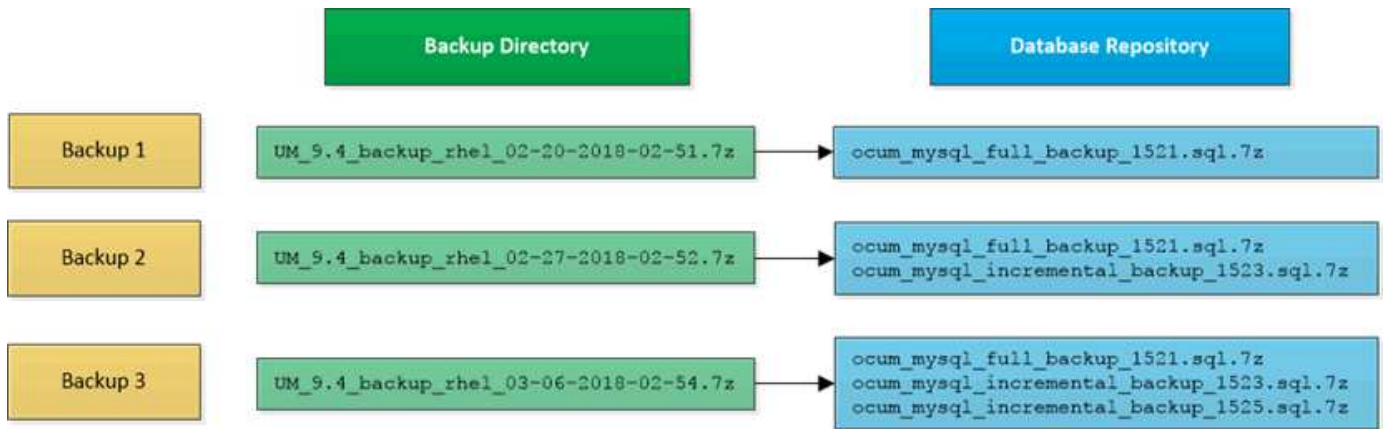 Backup Directory
Database Repository
Backup 1
UM_9.4_backup_rhel_02-20-2018-02-51.7z
ocum_mysql_full_backup_1521.sql.7z
Backup 2
UM_9.4_backup_rhel_02-27-2018-02-52.7z
ocum_mysql_full_backup_1521.sql.7z
ocum_mysql_incremental_backup_1523.sql.7z
Backup 3
UM_9.4_backup_rhel_03-06-2018-02-54.7z
ocum_mysql_full_backup_1521.sql.7z
ocum_mysql_incremental_backup_1523.sql.7z
ocum_mysql_incremental_backup_1525.sql.7z